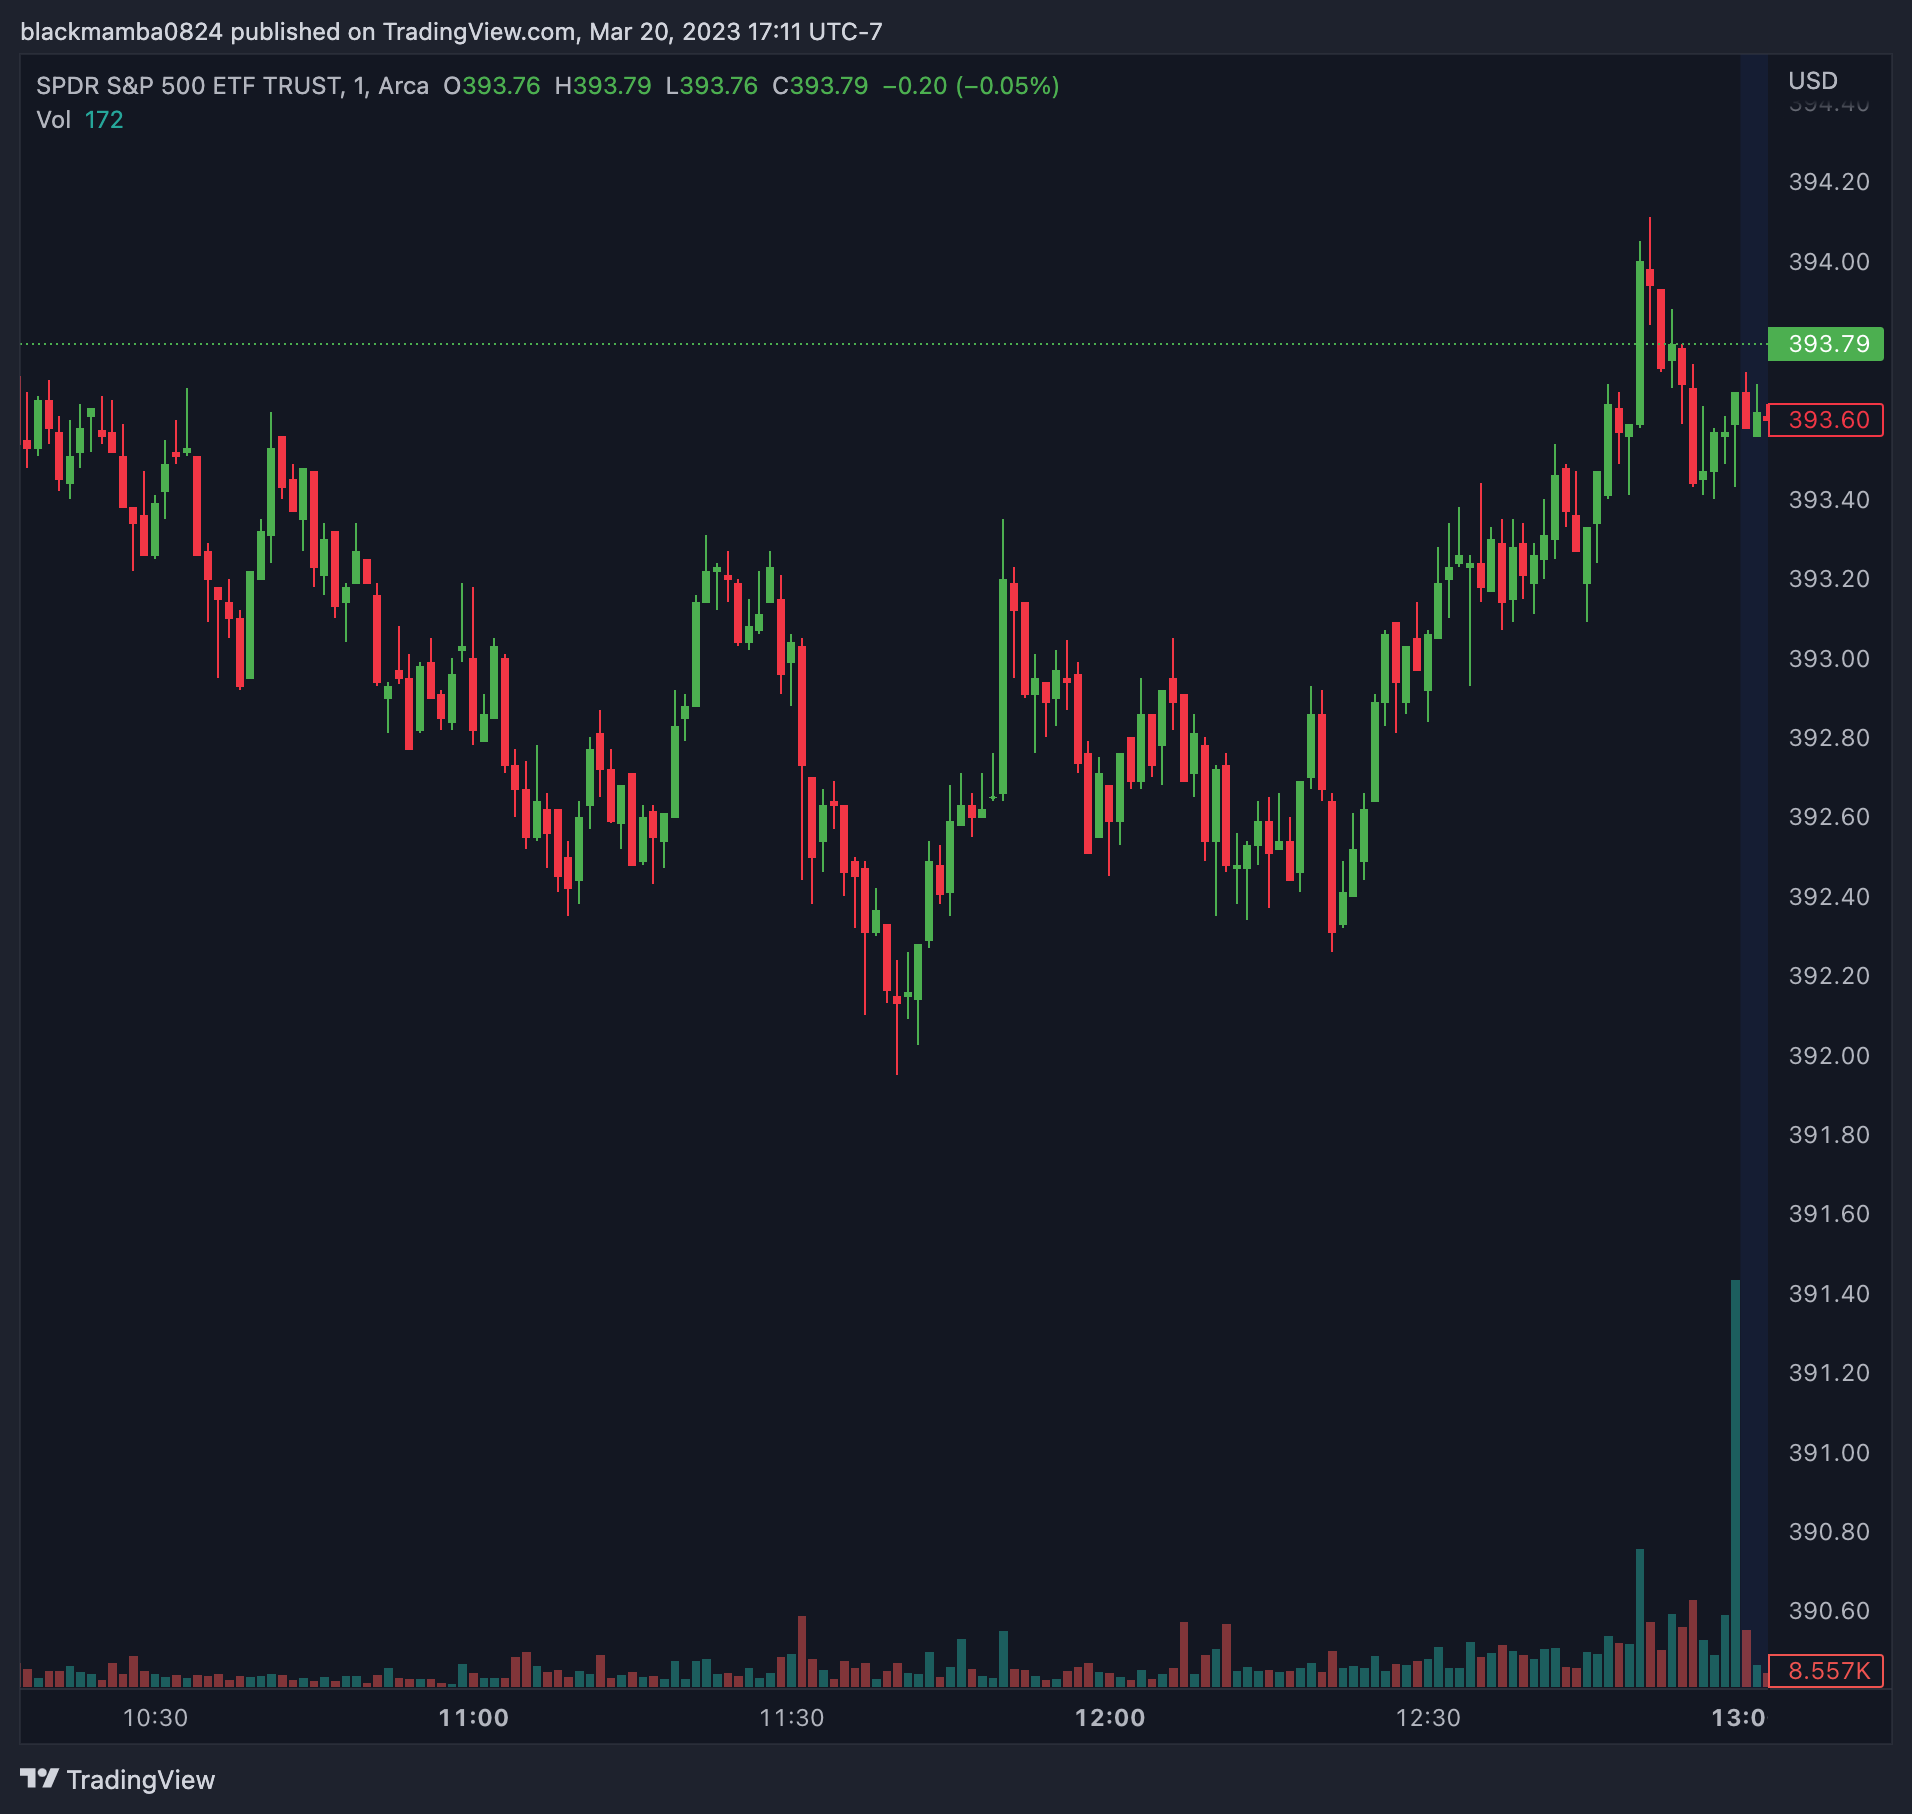 blackmamba0824 published on TradingView.com, Mar 20, 2023 17:11 UTC-7
SPDR S&P 500 ETF TRUST, 1, Arca O393.76 H393.79 L393.76 C393.79 −0.20 (−0.05%)
Vol 172
USD
394.40
394.20
394.00
393.79
393.60
393.40
393.20
393.00
392.80
392.60
392.40
392.20
392.00
391.80
391.60
391.40
391.20
391.00
390.80
390.60
8.557K
10:30 11:00 11:30 12:00 12:30 13:0
TradingView